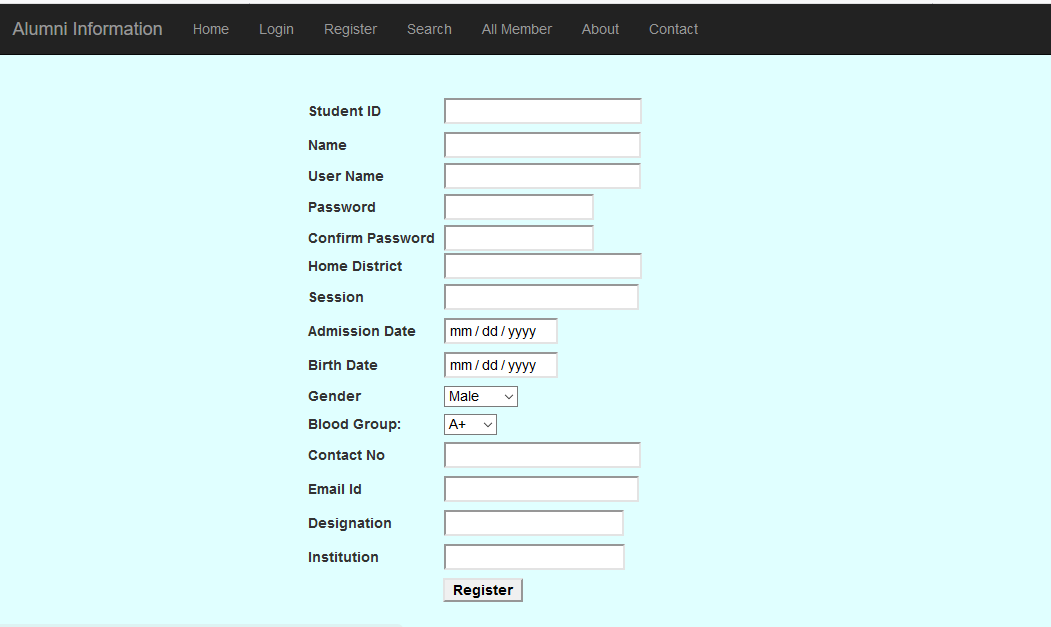 Alumni Information Home Login Register Search All Member About Contact
Student ID
Name
User Name
Password
Confirm Password
Home District
Session
Admission Date mm / dd / yyyy
Birth Date mm / dd / yyyy
Gender Male
Blood Group: A+
Contact No
Email Id
Designation
Institution
Register